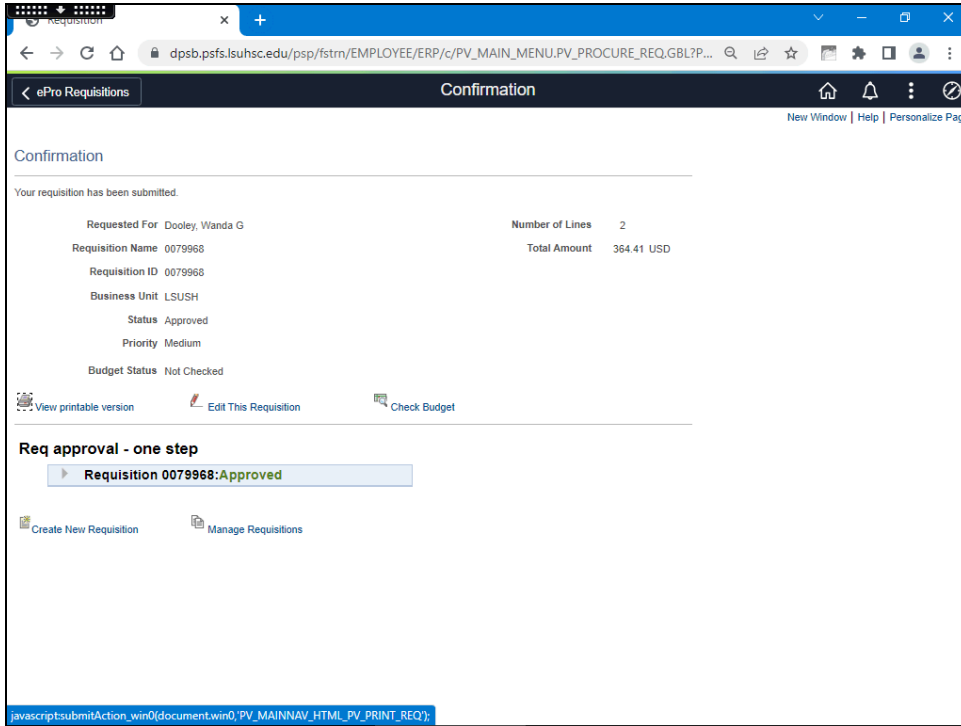 Requisition
dpsb.psfs.lsuhsc.edu/psp/fstrn/EMPLOYEE/ERP/c/PV_MAIN_MENU.PV_PROCURE_REQ.GBL?P...
ePro Requisitions
Confirmation
New Window | Help | Personalize Pag
Confirmation
Your requisition has been submitted.
Requested For Dooley, Wanda G Number of Lines 2
Requisition Name 0079968 Total Amount 364.41 USD
Requisition ID 0079968
Business Unit LSUSH
Status Approved
Priority Medium
Budget Status Not Checked
View printable version Edit This Requisition Check Budget
Req approval - one step
Requisition 0079968:Approved
Create New Requisition Manage Requisitions
javascript:submitAction_win0(document.win0,'PV_MAINNAV_HTML_PV_PRINT_REQ');